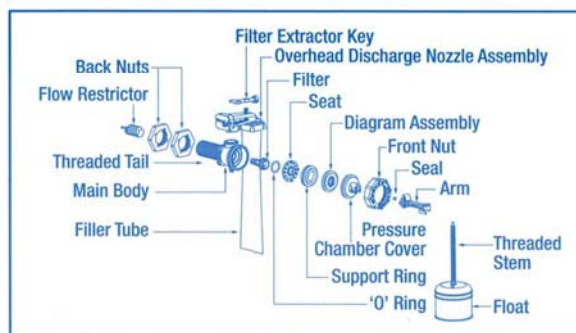 Filter Extractor Key
Overhead Discharge Nozzle Assembly
Back Nuts
Filter
Flow Restrictor
Seat
Diagram Assembly
Front Nut
Seal
Threaded Tail
Arm
Main Body
Filler Tube
Pressure
Chamber Cover
Threaded
Stem
Support Ring
'O' Ring
Float